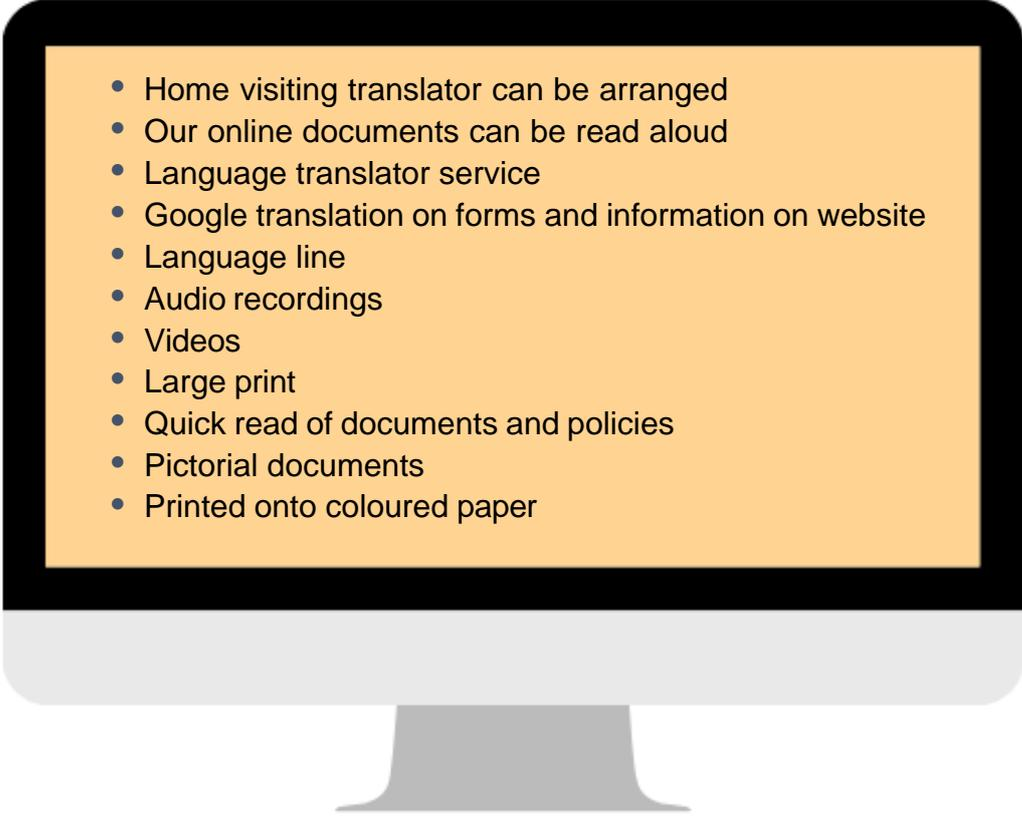 • Home visiting translator can be arranged
• Our online documents can be read aloud
• Language translator service
• Google translation on forms and information on website
• Language line
• Audio recordings
• Videos
• Large print
• Quick read of documents and policies
• Pictorial documents
• Printed onto coloured paper